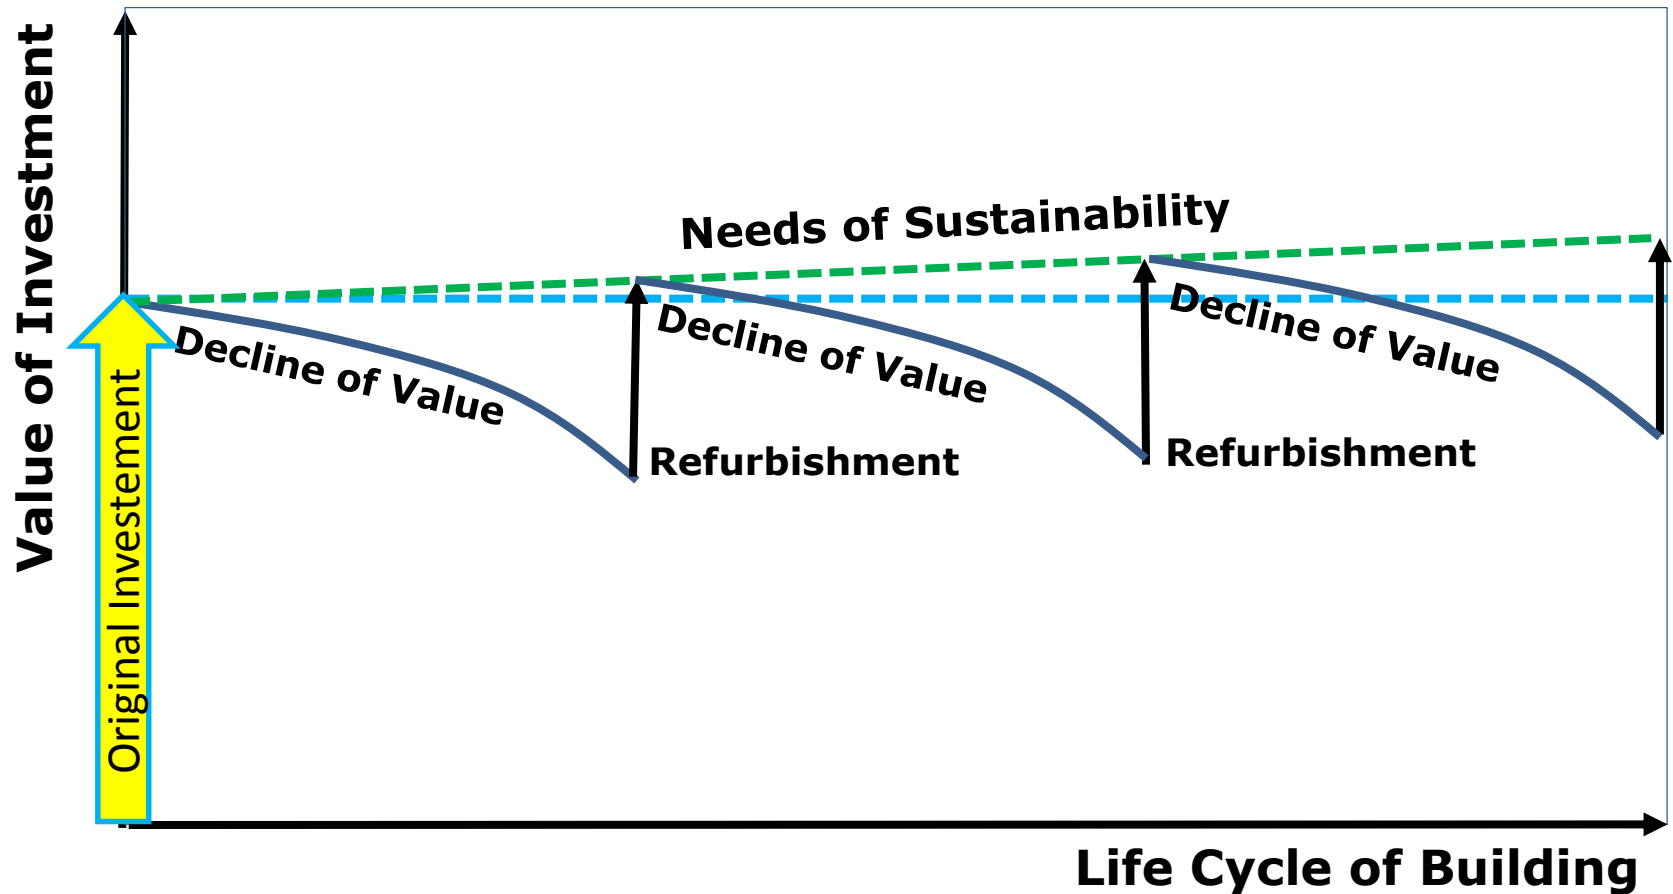 Value of Investment
Original Investement
Needs of Sustainability
Decline of Value
Decline of Value
Decline of Value
Refurbishment
Refurbishment
Life Cycle of Building